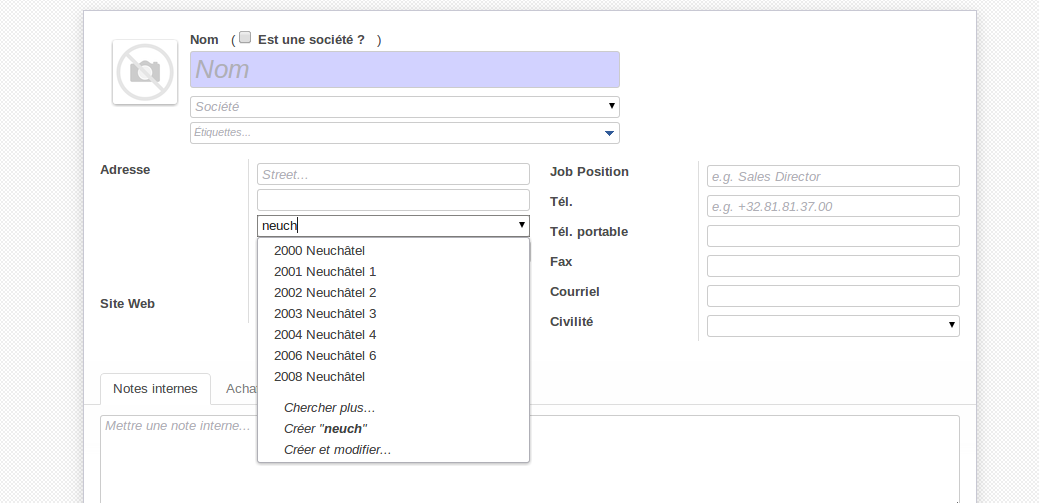 Nom ( Est une société ? )
Nom
Société
Étiquettes...
Adresse
Street...
neuch
2000 Neuchâtel
2001 Neuchâtel 1
2002 Neuchâtel 2
2003 Neuchâtel 3
2004 Neuchâtel 4
2006 Neuchâtel 6
2008 Neuchâtel
Chercher plus...
Créer "neuch"
Créer et modifier...
Site Web
Job Position
e.g. Sales Director
Tél.
e.g. +32.81.81.37.00
Tél. portable
Fax
Courriel
Civilité
Notes internes
Acha
Mettre une note interne...